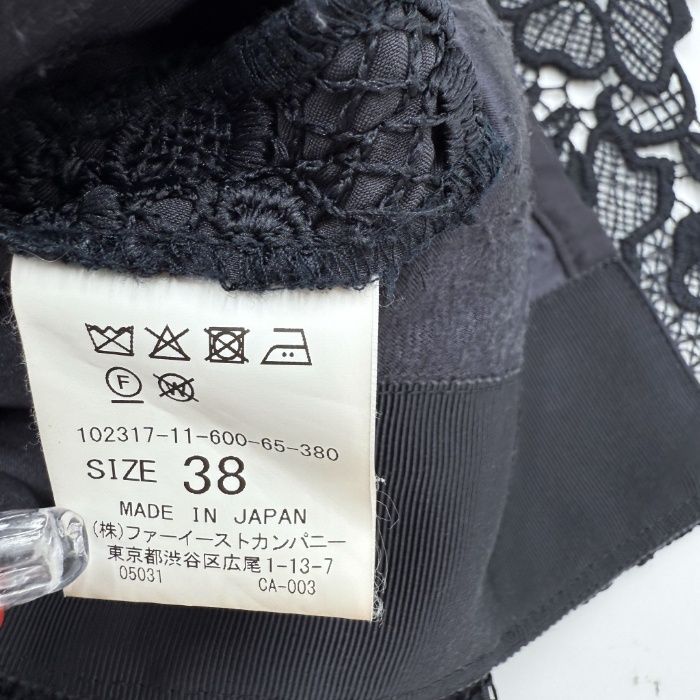 F W
102317-11-600-65-380
SIZE 38
MADE IN JAPAN
(株)ファーイーストカンパニー
東京都渋谷区広尾1-13-7
05031 CA-003